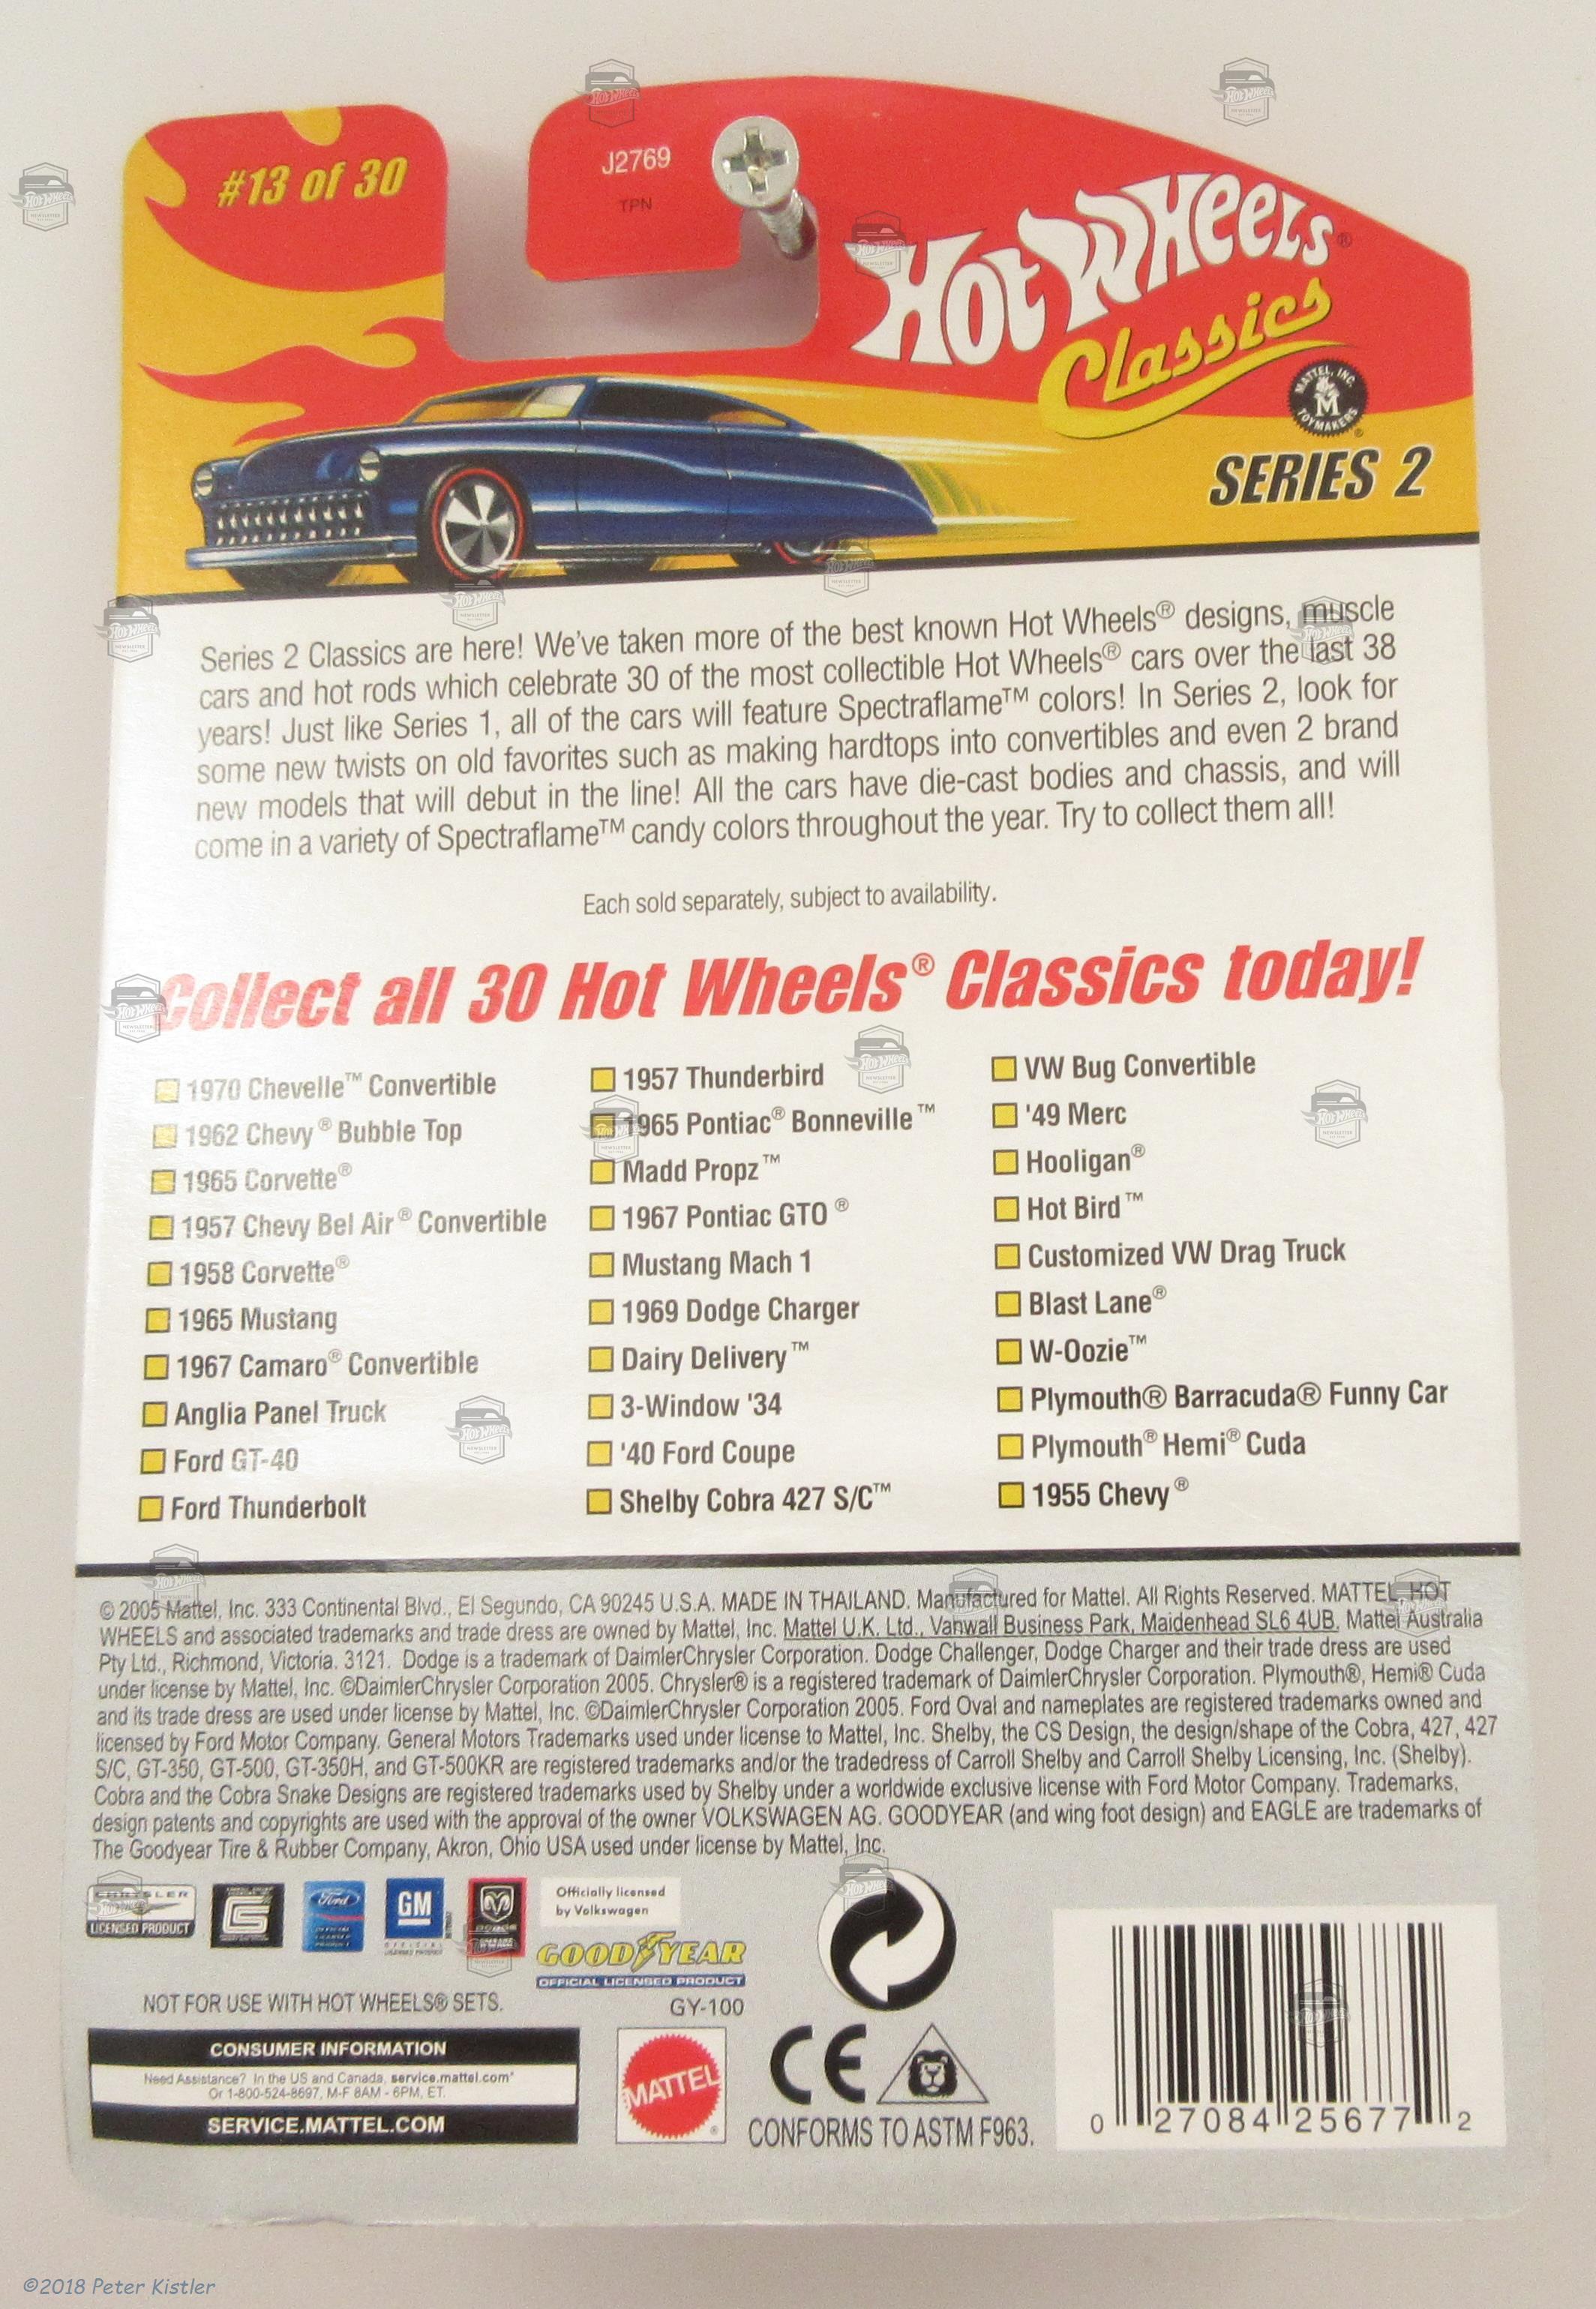 #13 of 30
J2769
TPN
Hot Wheels®
Classics
MATTEL, INC.
M
TOYMAKERS
SERIES 2
Series 2 Classics are here! We've taken more of the best known Hot Wheels® designs, muscle
cars and hot rods which celebrate 30 of the most collectible Hot Wheels® cars over the last 38
years! Just like Series 1, all of the cars will feature Spectraflame™ colors! In Series 2, look for
some new twists on old favorites such as making hardtops into convertibles and even 2 brand
new models that will debut in the line! All the cars have die-cast bodies and chassis, and will
come in a variety of Spectraflame™ candy colors throughout the year. Try to collect them all!
Each sold separately, subject to availability.
Collect all 30 Hot Wheels® Classics today!
1970 Chevelle™ Convertible
1962 Chevy® Bubble Top
1965 Corvette®
1957 Chevy Bel Air® Convertible
1958 Corvette®
1965 Mustang
1967 Camaro® Convertible
Anglia Panel Truck
Ford GT-40
Ford Thunderbolt
1957 Thunderbird
1965 Pontiac® Bonneville™
Madd Propz™
1967 Pontiac GTO®
Mustang Mach 1
1969 Dodge Charger
Dairy Delivery™
3-Window '34
'40 Ford Coupe
Shelby Cobra 427 S/C™
VW Bug Convertible
'49 Merc
Hooligan®
Hot Bird™
Customized VW Drag Truck
Blast Lane®
W-Oozie™
Plymouth® Barracuda® Funny Car
Plymouth® Hemi® Cuda
1955 Chevy®
© 2005 Mattel, Inc. 333 Continental Blvd., El Segundo, CA 90245 U.S.A. MADE IN THAILAND. Manufactured for Mattel. All Rights Reserved. MATTEL, HOT
WHEELS and associated trademarks and trade dress are owned by Mattel, Inc. Mattel U.K. Ltd., Vanwall Business Park, Maidenhead SL6 4UB. Mattel Australia
Pty Ltd., Richmond, Victoria. 3121. Dodge is a trademark of DaimlerChrysler Corporation. Dodge Challenger, Dodge Charger and their trade dress are used
under license by Mattel, Inc. ©DaimlerChrysler Corporation 2005. Chrysler® is a registered trademark of DaimlerChrysler Corporation. Plymouth®, Hemi® Cuda
and its trade dress are used under license by Mattel, Inc. ©DaimlerChrysler Corporation 2005. Ford Oval and nameplates are registered trademarks owned and
licensed by Ford Motor Company. General Motors Trademarks used under license to Mattel, Inc. Shelby, the CS Design, the design/shape of the Cobra, 427, 427
S/C, GT-350, GT-500, GT-350H, and GT-500KR are registered trademarks and/or the tradedress of Carroll Shelby and Carroll Shelby Licensing, Inc. (Shelby).
Cobra and the Cobra Snake Designs are registered trademarks used by Shelby under a worldwide exclusive license with Ford Motor Company. Trademarks,
design patents and copyrights are used with the approval of the owner VOLKSWAGEN AG. GOODYEAR (and wing foot design) and EAGLE are trademarks of
The Goodyear Tire & Rubber Company, Akron, Ohio USA used under license by Mattel, Inc.
CHRYSLER
LICENSED PRODUCT
Ford
GM
DODGE
Officially licensed
by Volkswagen
GOODYEAR
OFFICIAL LICENSED PRODUCT
GY-100
NOT FOR USE WITH HOT WHEELS® SETS.
CONSUMER INFORMATION
Need Assistance? In the US and Canada, service.mattel.com
Or 1-800-524-8697, M-F 8AM - 6PM, ET.
SERVICE.MATTEL.COM
MATTEL
CE
CONFORMS TO ASTM F963.
0 27084 25677 2
©2018 Peter Kistler